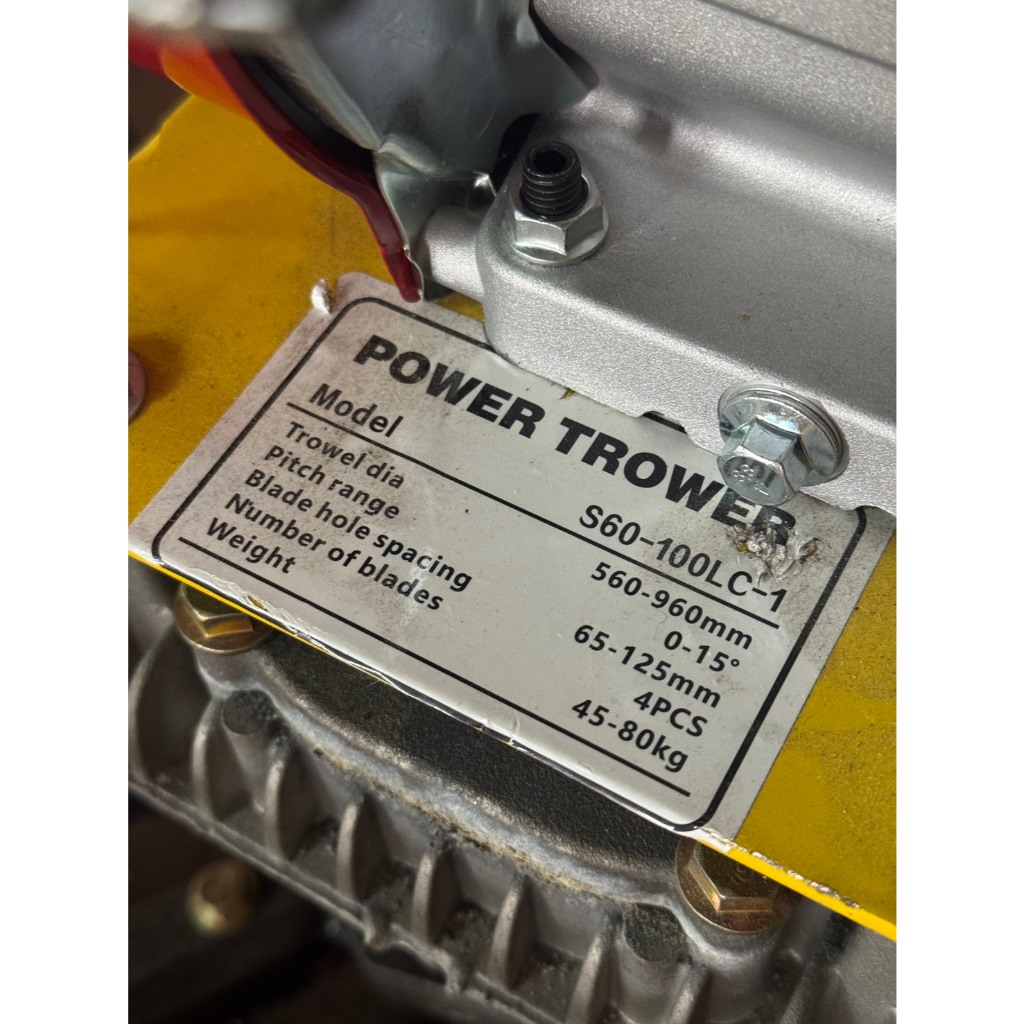 POWER TROWER
Model S60-100LC-1
Trowel dia 560-960mm
Pitch range 0-15°
Blade hole spacing 65-125mm
Number of blades 4PCS
Weight 45-80kg